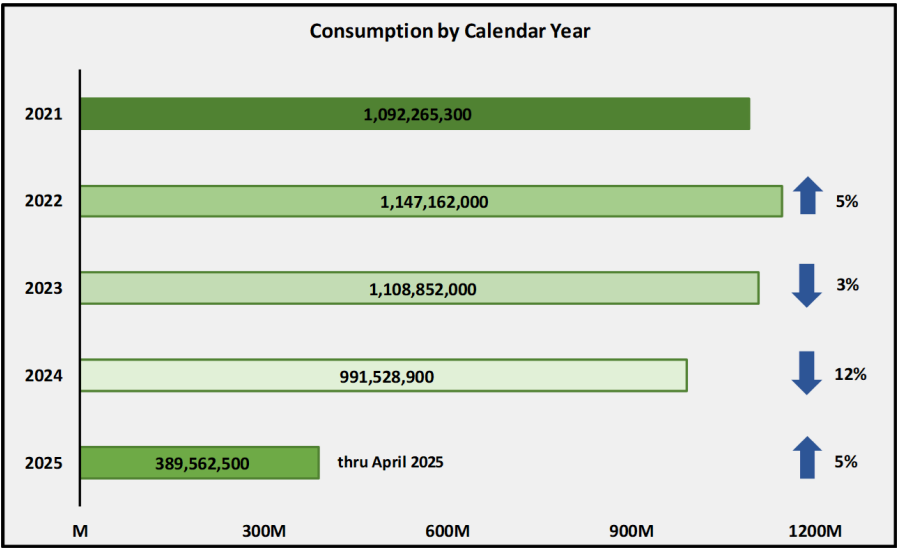 Consumption by Calendar Year
2021 1,092,265,300
2022 1,147,162,000 5%
2023 1,108,852,000 3%
2024 991,528,900 12%
2025 389,562,500 thru April 2025 5%
M 300M 600M 900M 1200M